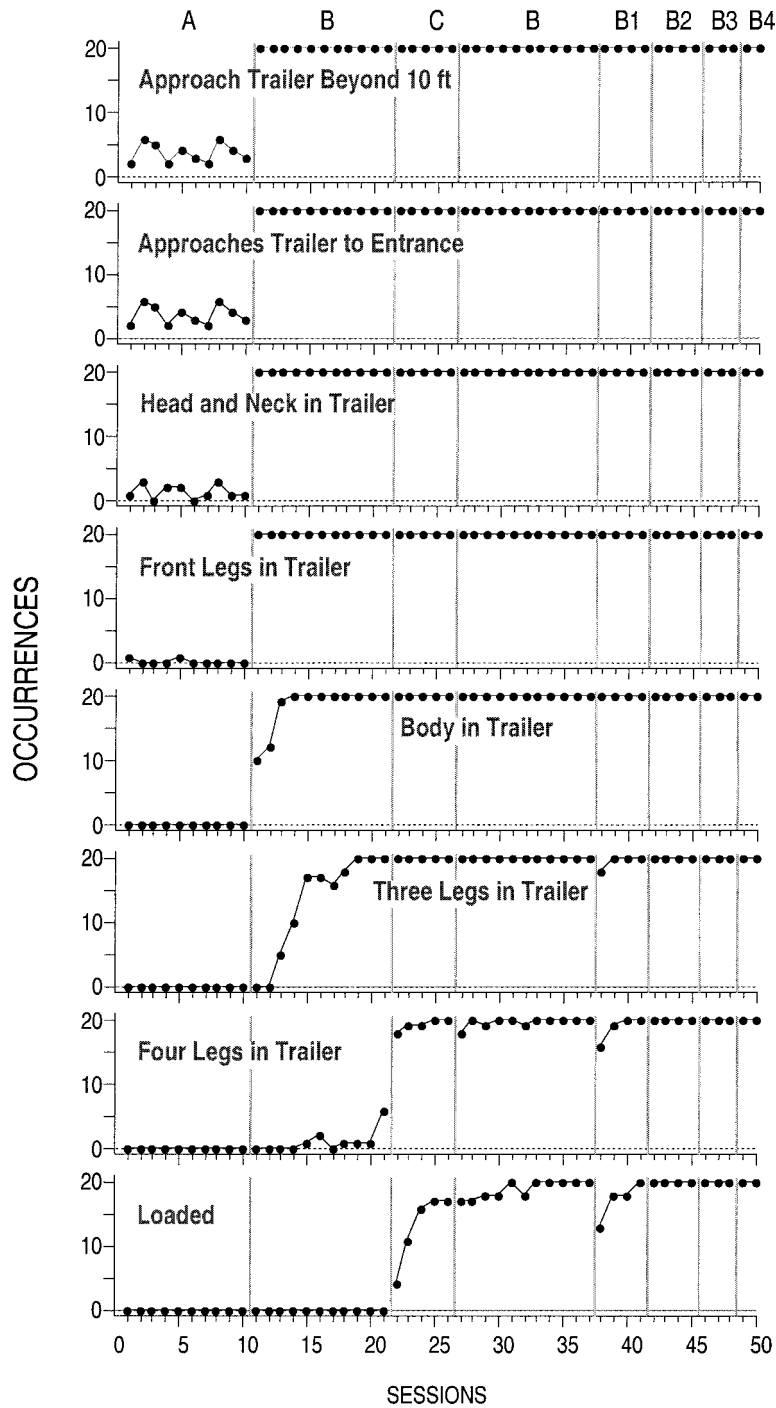 A B C B B1 B2 B3 B4
20
10
0
Approach Trailer Beyond 10 ft
20
10
0
Approaches Trailer to Entrance
20
10
0
Head and Neck in Trailer
20
10
0
Front Legs in Trailer
20
10
0
Body in Trailer
20
10
0
Three Legs in Trailer
20
10
0
Four Legs in Trailer
20
10
0
Loaded
0 5 10 15 20 25 30 35 40 45 50
OCCURRENCES
SESSIONS